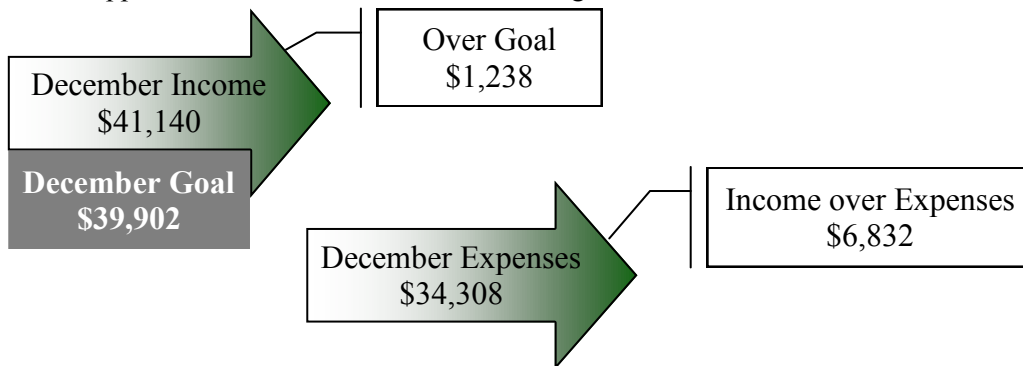 Over Goal
$1,238
December Income
$41,140
December Goal
$39,902
Income over Expenses
$6,832
December Expenses
$34,308